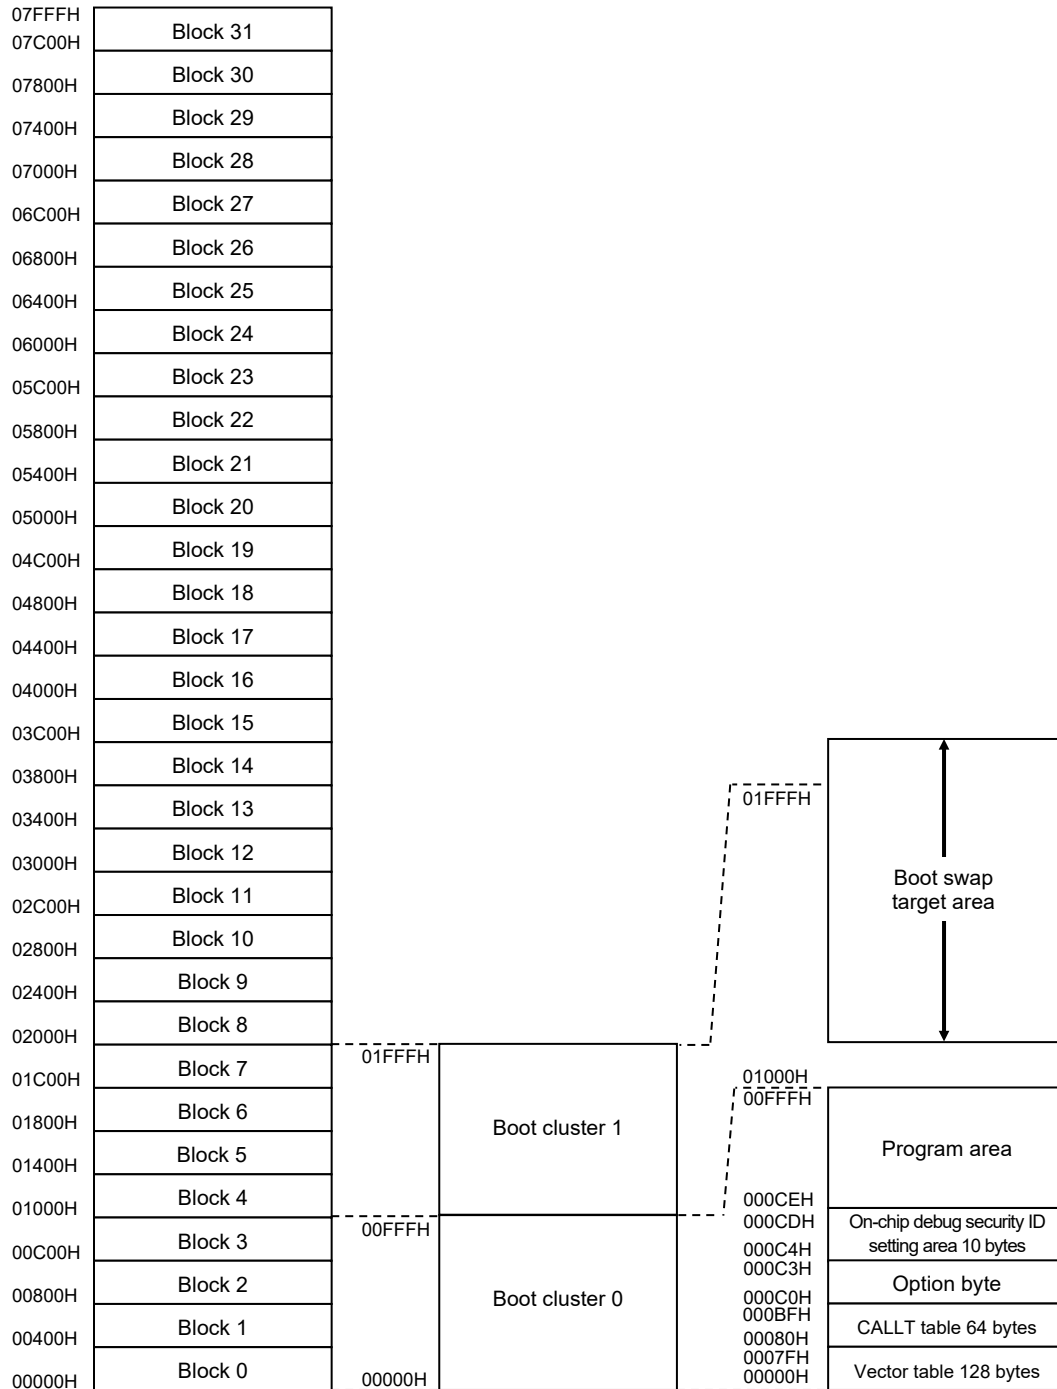 07FFFH
Block 31
07C00H
Block 30
07800H
Block 29
07400H
Block 28
07000H
Block 27
06C00H
Block 26
06800H
Block 25
06400H
Block 24
06000H
Block 23
05C00H
Block 22
05800H
Block 21
05400H
Block 20
05000H
Block 19
04C00H
Block 18
04800H
Block 17
04400H
Block 16
04000H
Block 15
03C00H
Block 14
03800H
Block 13
03400H
Block 12
03000H
Block 11
02C00H
Block 10
02800H
Block 9
02400H
Block 8
02000H
Block 7
01C00H
Block 6
01800H
Block 5
01400H
Block 4
01000H
Block 3
00C00H
Block 2
00800H
Block 1
00400H
Block 0
00000H
01FFFH
Boot cluster 1
00FFFH
Boot cluster 0
00000H
01FFFH
Boot swap
target area
01000H
00FFFH
Program area
000CEH
000CDH
On-chip debug security ID
setting area 10 bytes
000C4H
000C3H
Option byte
000C0H
000BFH
CALLT table 64 bytes
00080H
0007FH
Vector table 128 bytes
00000H